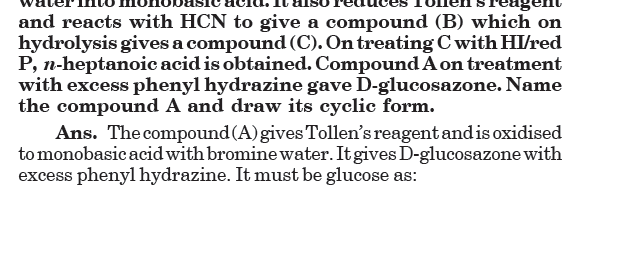 water into monobasic acid. It also reduces Tollen's reagent
and reacts with HCN to give a compound (B) which on
hydrolysis gives a compound (C). On treating C with HI/red
P, n-heptanoic acid is obtained. Compound A on treatment
with excess phenyl hydrazine gave D-glucosazone. Name
the compound A and draw its cyclic form.
Ans. The compound (A) gives Tollen's reagent and is oxidised
to monobasic acid with bromine water. It gives D-glucosazone with
excess phenyl hydrazine. It must be glucose as: